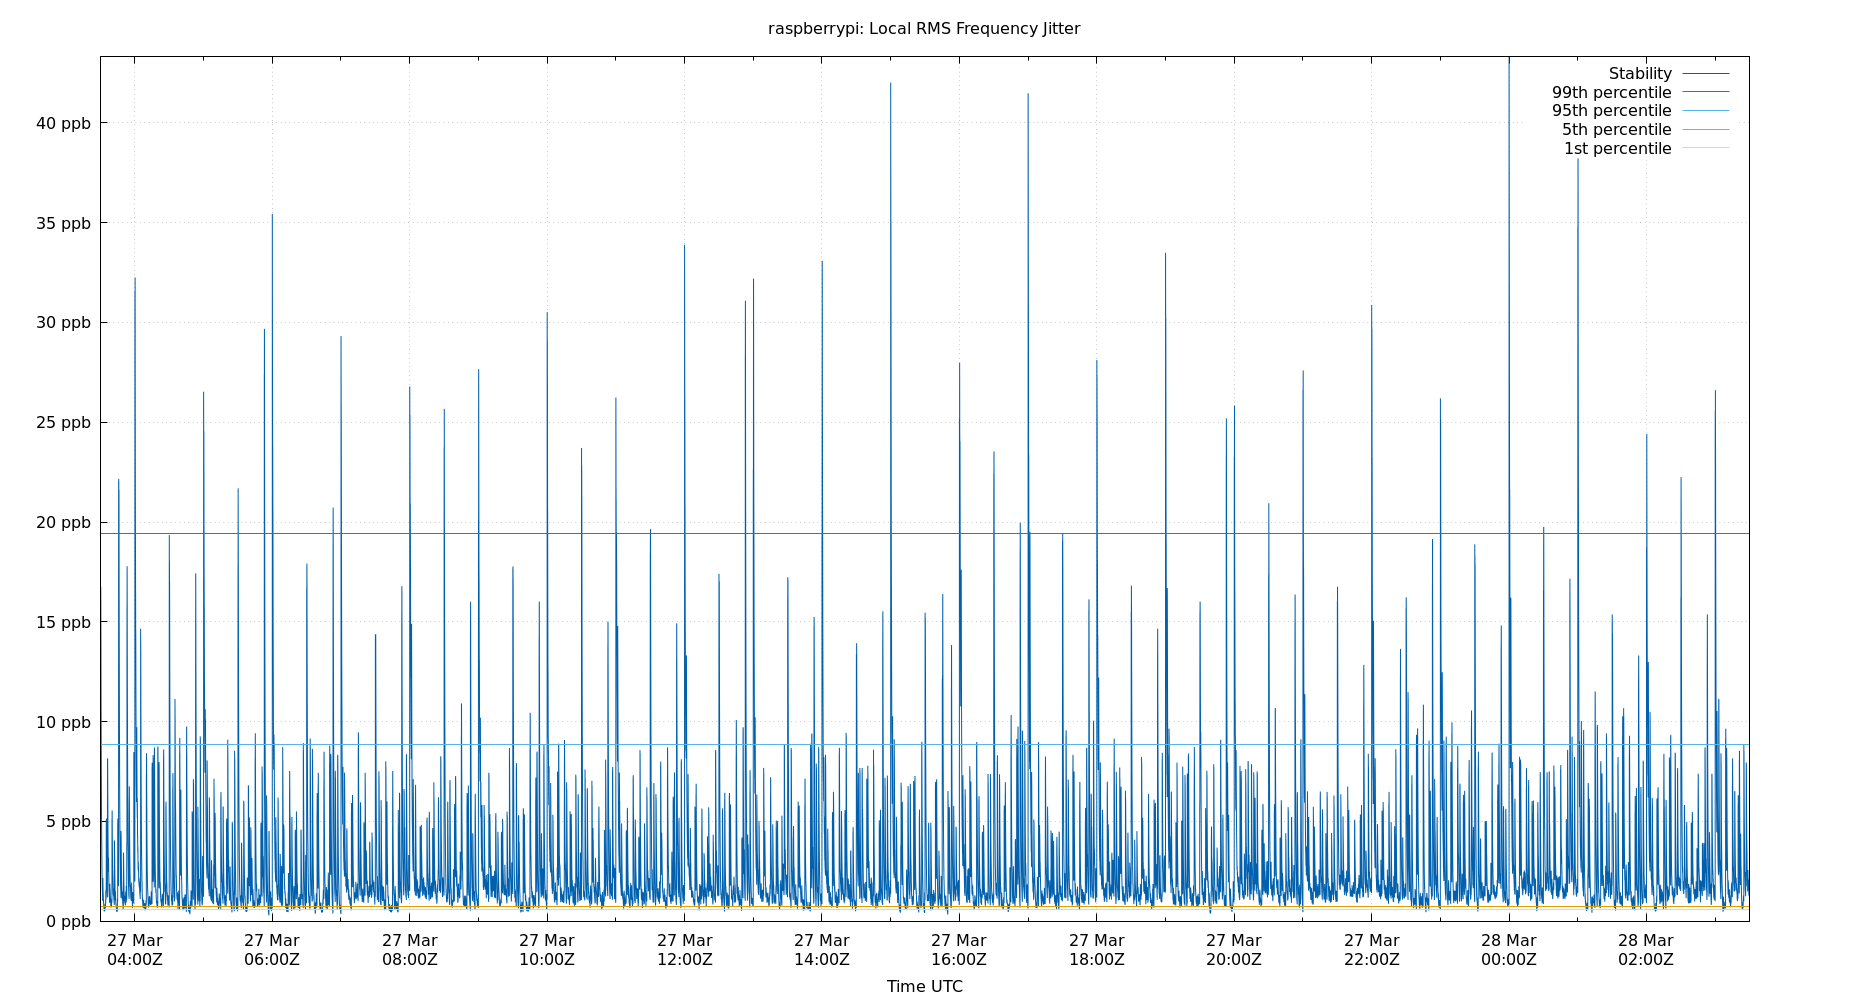 raspberrypi: Local RMS Frequency Jitter
Stability
99th percentile
95th percentile
5th percentile
1st percentile
40 ppb
35 ppb
30 ppb
25 ppb
20 ppb
15 ppb
10 ppb
5 ppb
0 ppb
27 Mar 27 Mar 27 Mar 27 Mar 27 Mar 27 Mar 27 Mar 27 Mar 27 Mar 27 Mar 28 Mar 28 Mar
04:00Z 06:00Z 08:00Z 10:00Z 12:00Z 14:00Z 16:00Z 18:00Z 20:00Z 22:00Z 00:00Z 02:00Z
Time UTC